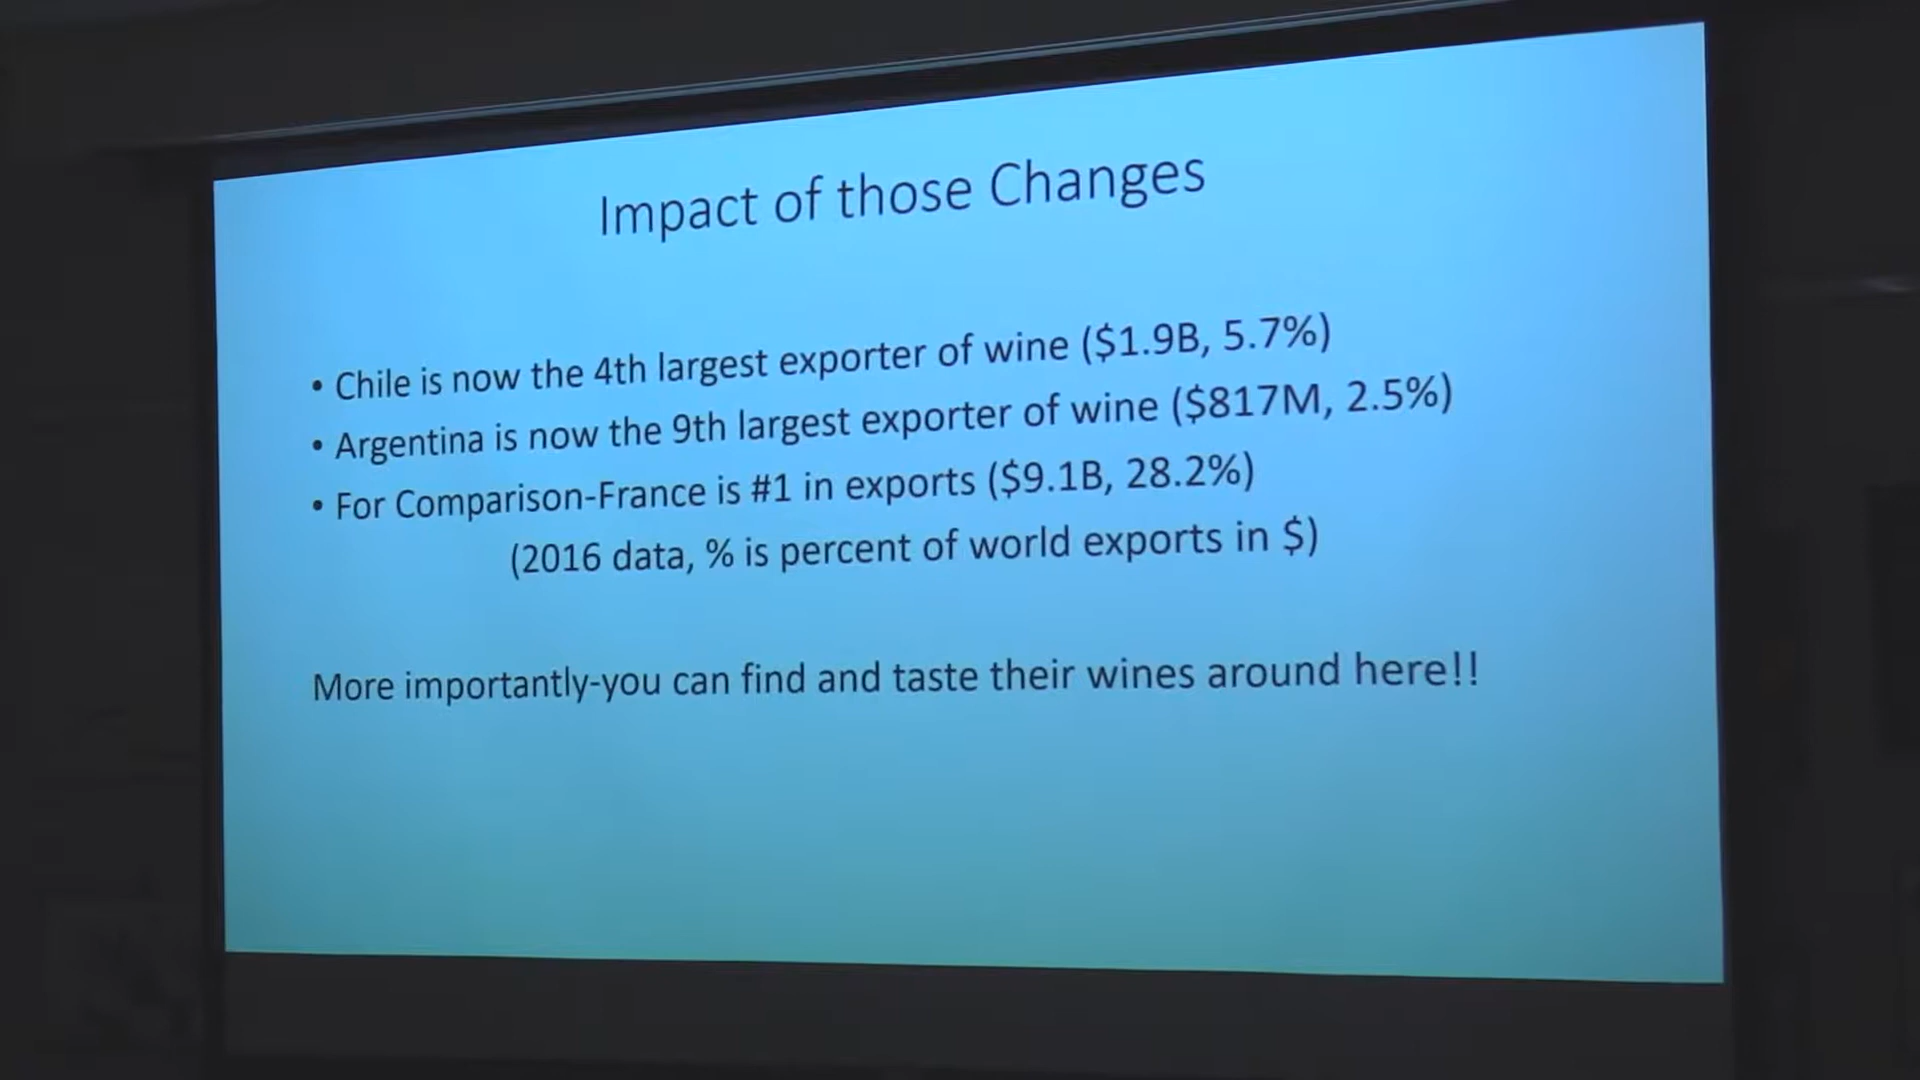 Impact of those Changes
• Chile is now the 4th largest exporter of wine ($1.9B, 5.7%)
• Argentina is now the 9th largest exporter of wine ($817M, 2.5%)
• For Comparison-France is #1 in exports ($9.1B, 28.2%)
(2016 data, % is percent of world exports in $)
More importantly-you can find and taste their wines around here!!